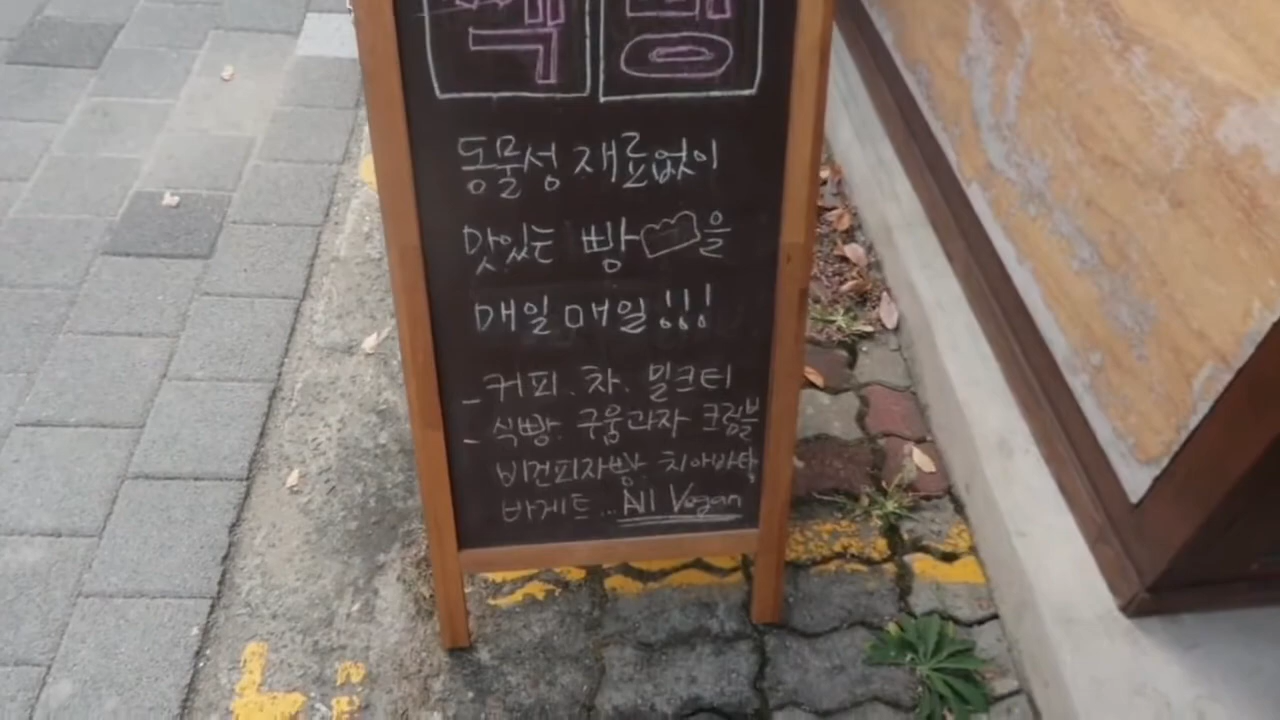 동물성 재료없이
맛있는 빵을
매일매일!!!
- 커피. 차. 밀크티
- 식빵. 구움과자 크럼블
비건피자빵. 치아바타,
바게트... All Vegan